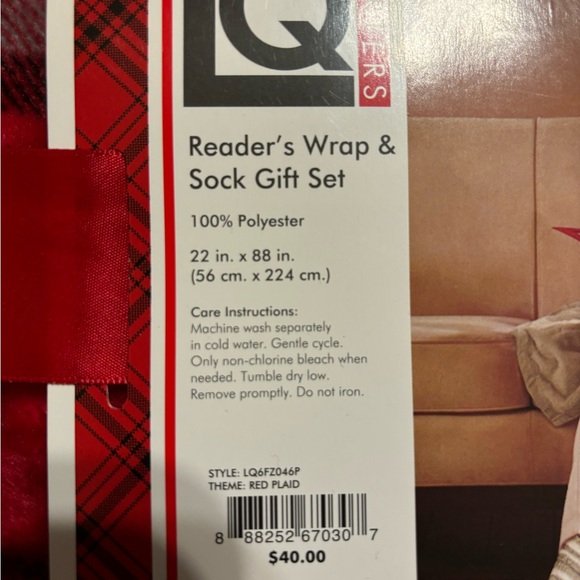 Q
ERS
Reader's Wrap &
Sock Gift Set
100% Polyester
22 in. x 88 in.
(56 cm. x 224 cm.)
Care Instructions:
Machine wash separately
in cold water. Gentle cycle.
Only non-chlorine bleach when
needed. Tumble dry low.
Remove promptly. Do not iron.
STYLE: LQ6FZ046P
THEME: RED PLAID
8 88252 67030 7
$40.00